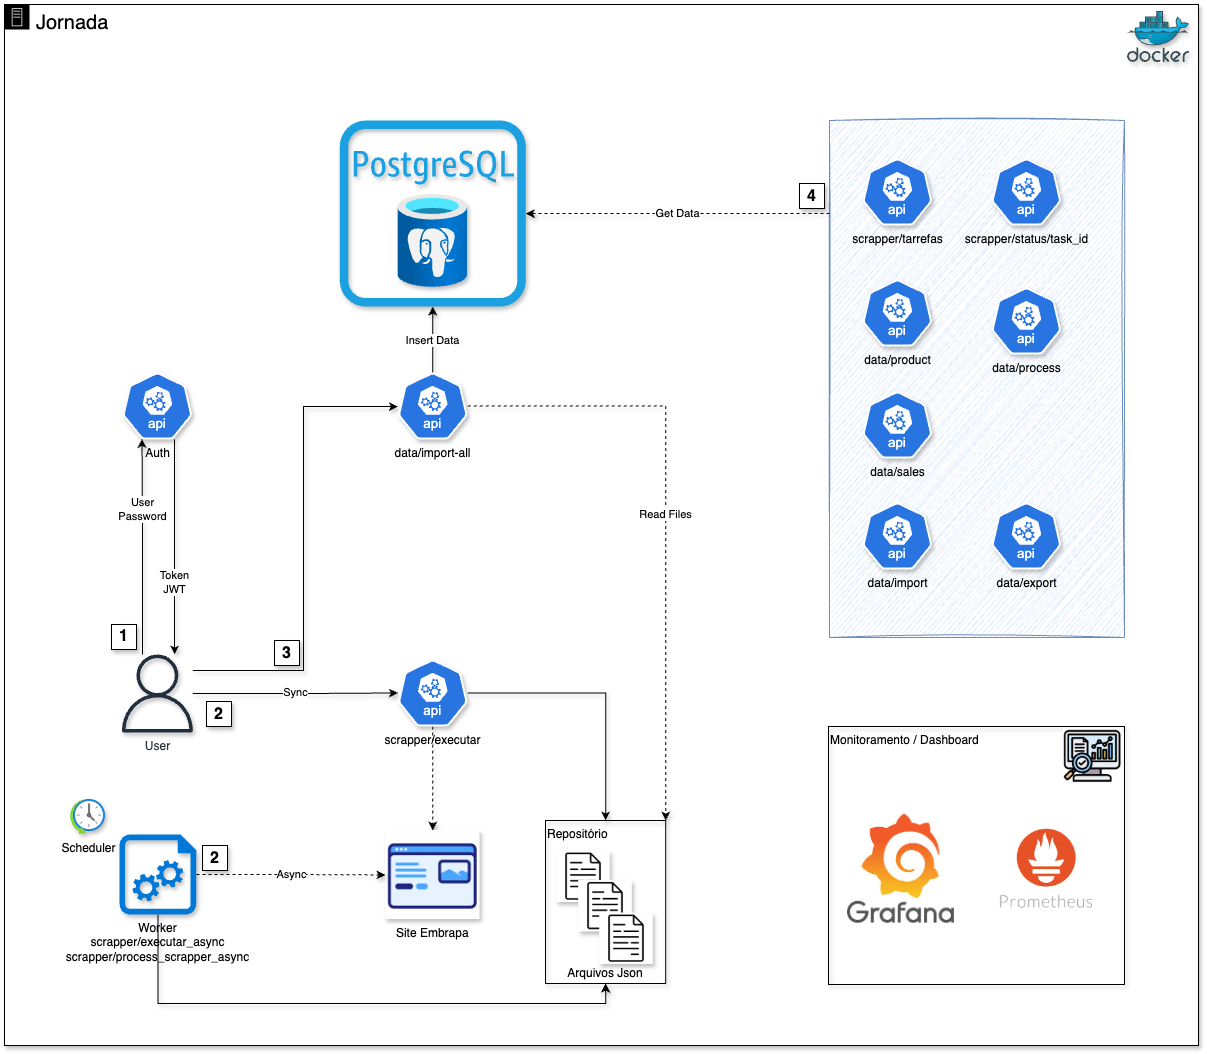 Jornada
docker
PostgreSQL
4
Get Data
api
scrapper/tarrefas
api
scrapper/status/task_id
api
data/product
api
data/process
api
data/sales
api
data/import
api
data/export
Insert Data
api
data/import-all
Read Files
api
Auth
User
Password
Token
JWT
1
3
2
User
Sync
api
scrapper/executar
Scheduler
2
Async
Worker
scrapper/executar_async
scrapper/process_scrapper_async
Site Embrapa
Repositório
Arquivos Json
Monitoramento / Dashboard
Grafana
Prometheus